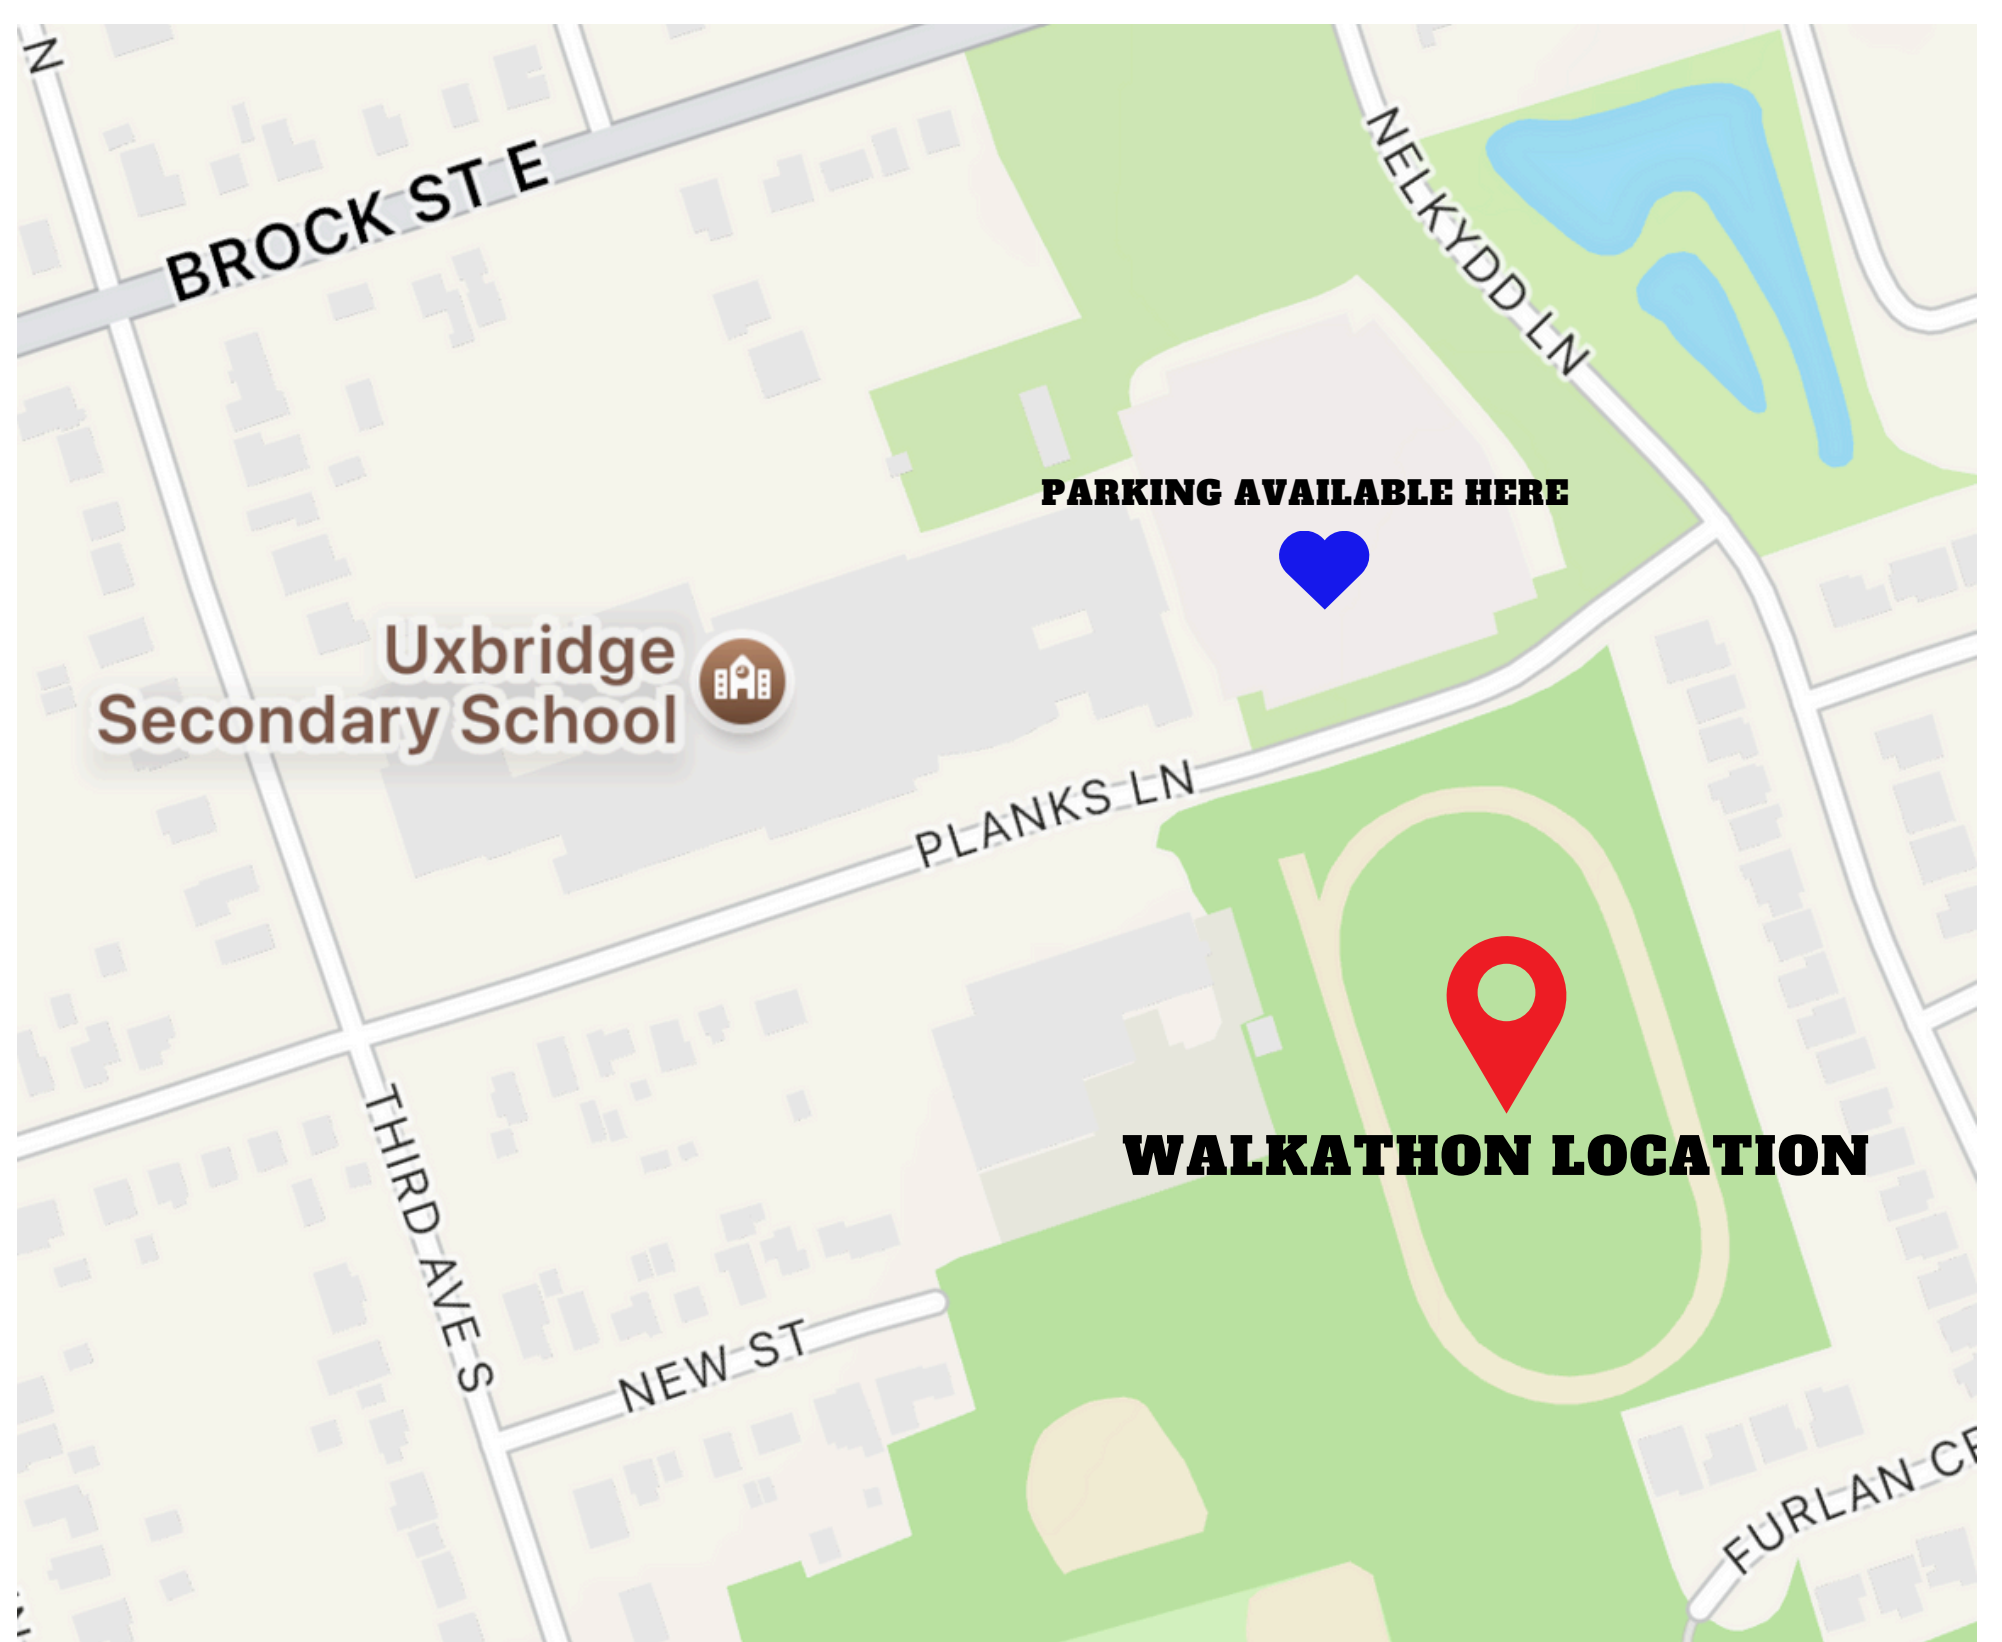 N
BROCK ST E
NELKYDD LN
PARKING AVAILABLE HERE
Uxbridge
Secondary School
PLANKS LN
WALKATHON LOCATION
THIRD AVE S
NEW ST
FURLAN